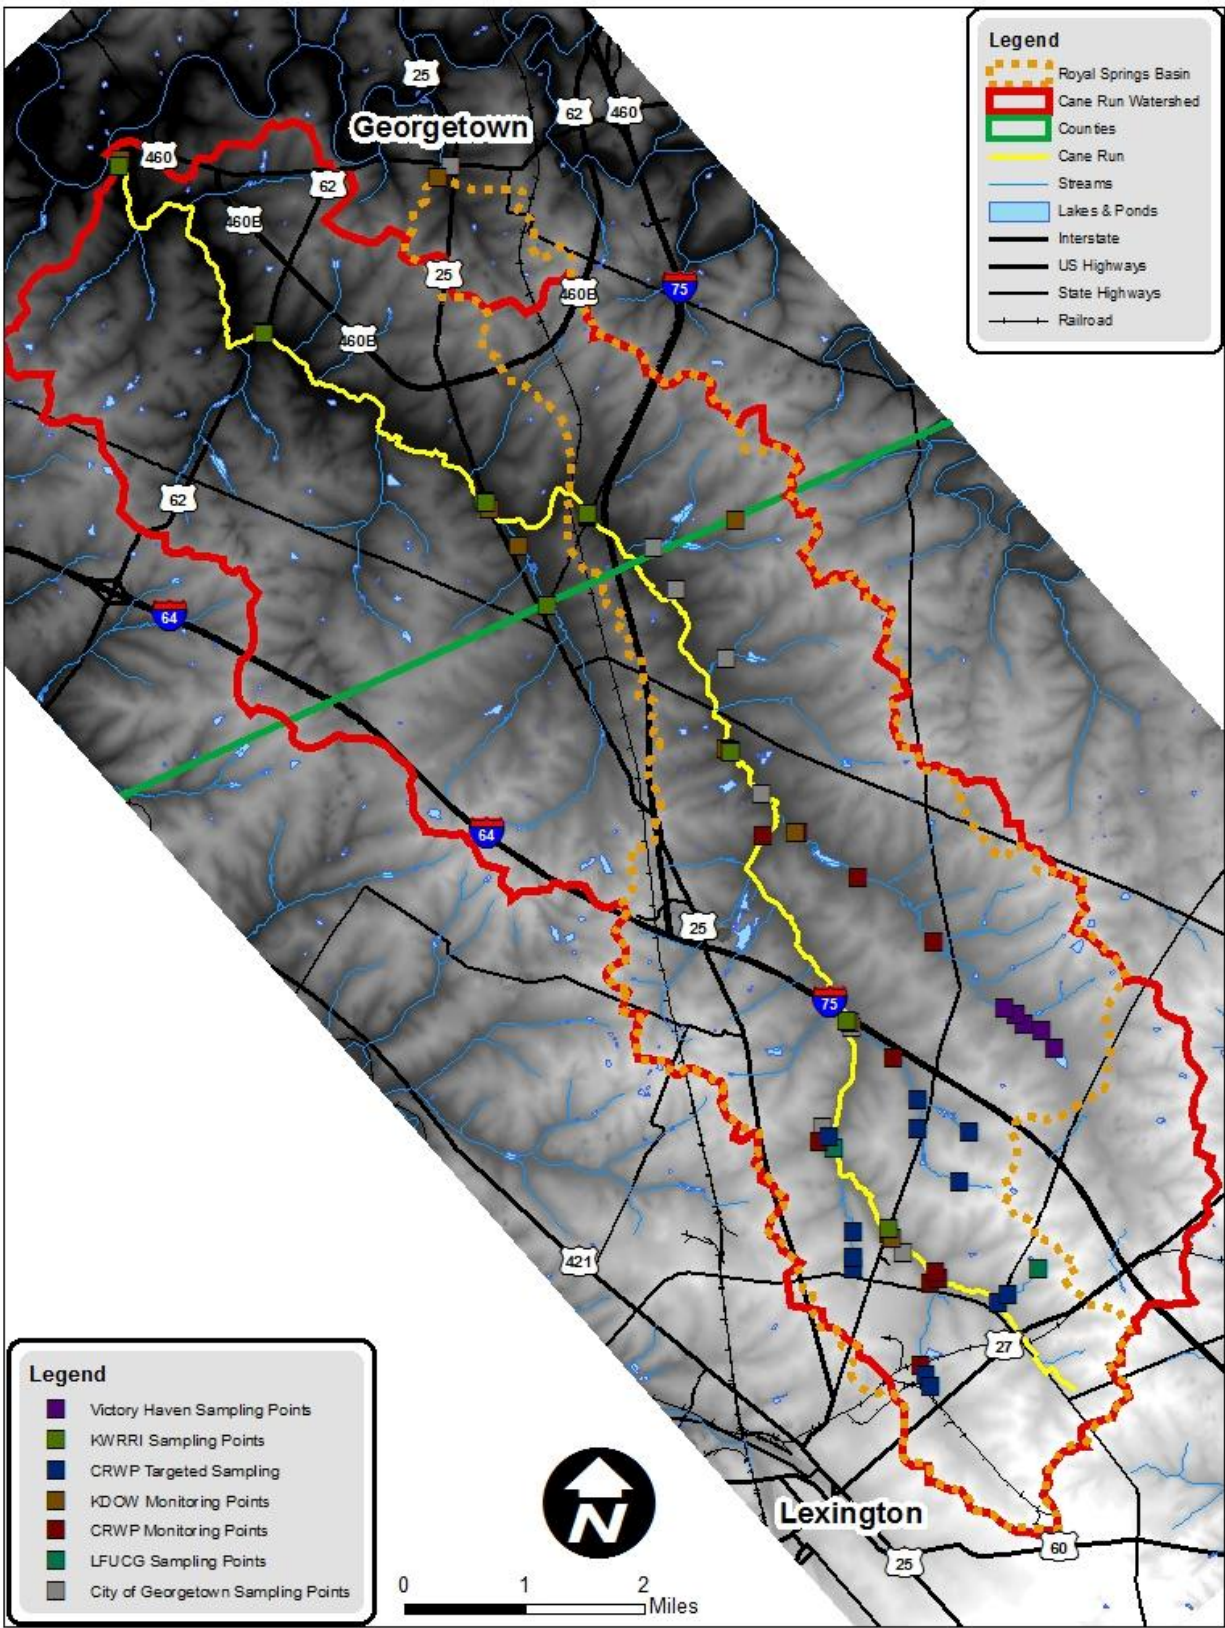 Legend
Royal Springs Basin
Cane Run Watershed
Counties
Cane Run
Streams
Lakes & Ponds
Interstate
US Highways
State Highways
Railroad
25
62
460
Georgetown
460
62
460B
25
460B
75
460B
62
64
64
25
75
421
27
Legend
Victory Haven Sampling Points
KWRRI Sampling Points
CRWP Targeted Sampling
KDOW Monitoring Points
CRWP Monitoring Points
LFUCG Sampling Points
City of Georgetown Sampling Points
N
0 1 2
Miles
Lexington
60
25